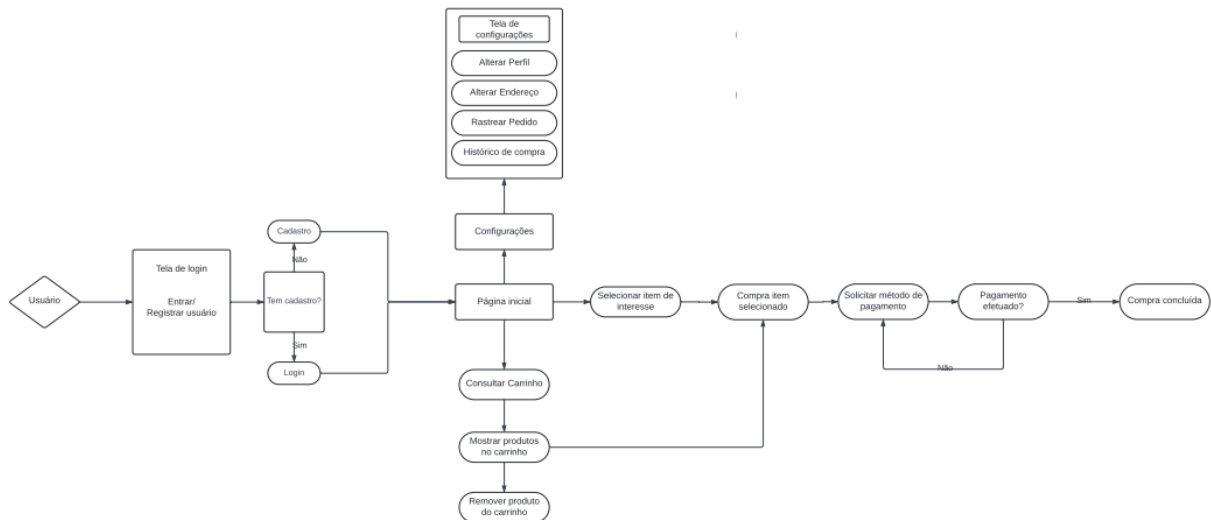 Tela de
configurações
Alterar Perfil
Alterar Endereço
Rastrear Pedido
Histórico de compra
Configurações
Cadastro
Não
Tela de login
Entrar/
Registrar usuário
Usuário
Tem cadastro?
Sim
Login
Página inicial
Selecionar item de
interesse
Compra item
selecionado
Solicitar método de
pagamento
Pagamento
efetuado?
Sim
Compra concluída
Não
Consultar Carrinho
Mostrar produtos
no carrinho
Remover produto
do carrinho